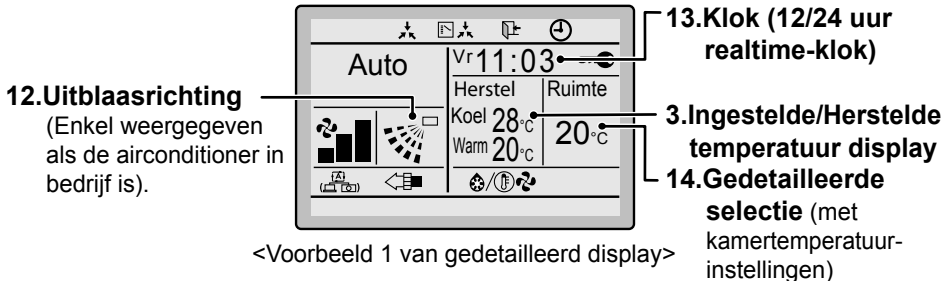 13.Klok (12/24 uur
realtime-klok)
12.Uitblaasrichting
(Enkel weergegeven
als de airconditioner in
bedrijf is).
Auto
Vr11:03
Herstel
Ruimte
Koel 28°C
Warm 20°C
20°C
(A)
3.Ingestelde/Herstelde
temperatuur display
14.Gedetailleerde
selectie (met
kamertemperatuur-
instellingen)
<Voorbeeld 1 van gedetailleerd display>